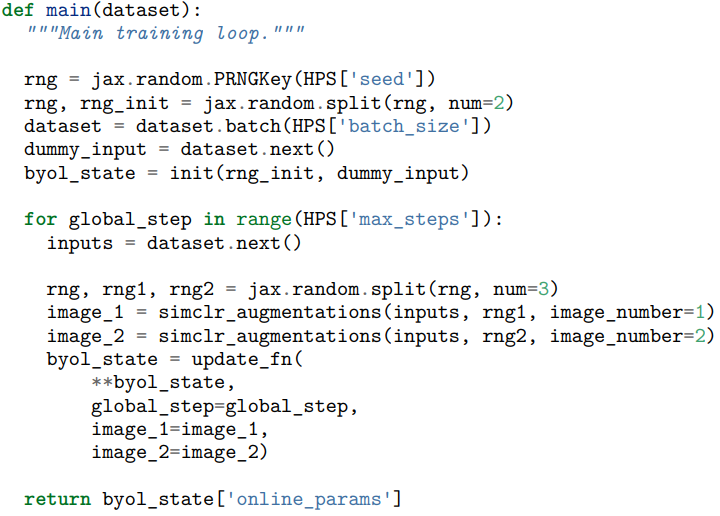 def main(dataset):
  """Main training loop."""

  rng = jax.random.PRNGKey(HPS['seed'])
  rng, rng_init = jax.random.split(rng, num=2)
  dataset = dataset.batch(HPS['batch_size'])
  dummy_input = dataset.next()
  byol_state = init(rng_init, dummy_input)

  for global_step in range(HPS['max_steps']):
    inputs = dataset.next()

    rng, rng1, rng2 = jax.random.split(rng, num=3)
    image_1 = simclr_augmentations(inputs, rng1, image_number=1)
    image_2 = simclr_augmentations(inputs, rng2, image_number=2)
    byol_state = update_fn(
        **byol_state,
        global_step=global_step,
        image_1=image_1,
        image_2=image_2)

  return byol_state['online_params']